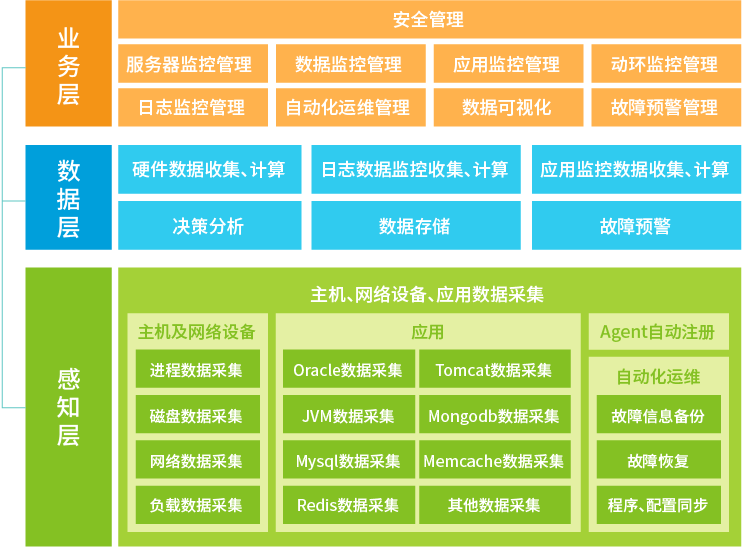 业务层
安全管理
服务器监控管理
数据监控管理
应用监控管理
动环监控管理
日志监控管理
自动化运维管理
数据可视化
故障预警管理
数据层
硬件数据收集、计算
日志数据监控收集、计算
应用监控数据收集、计算
决策分析
数据存储
故障预警
感知层
主机、网络设备、应用数据采集
主机及网络设备
进程数据采集
磁盘数据采集
网络数据采集
负载数据采集
应用
Oracle数据采集
Tomcat数据采集
JVM数据采集
Mongodb数据采集
Mysql数据采集
Memcache数据采集
Redis数据采集
其他数据采集
Agent自动注册
自动化运维
故障信息备份
故障恢复
程序、配置同步